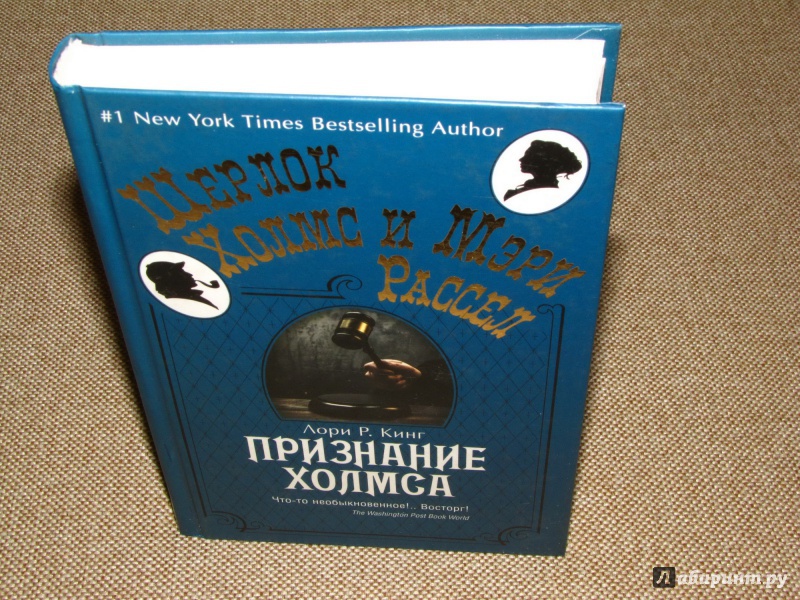 #1 New York Times Bestselling Author
Шерлок
Холмс и Мэри
Рассел
Лори Р. Кинг
ПРИЗНАНИЕ
ХОЛМСА
Что-то необыкновенное!.. Восторг!
The Washington Post Book World
Лабиринт.ру